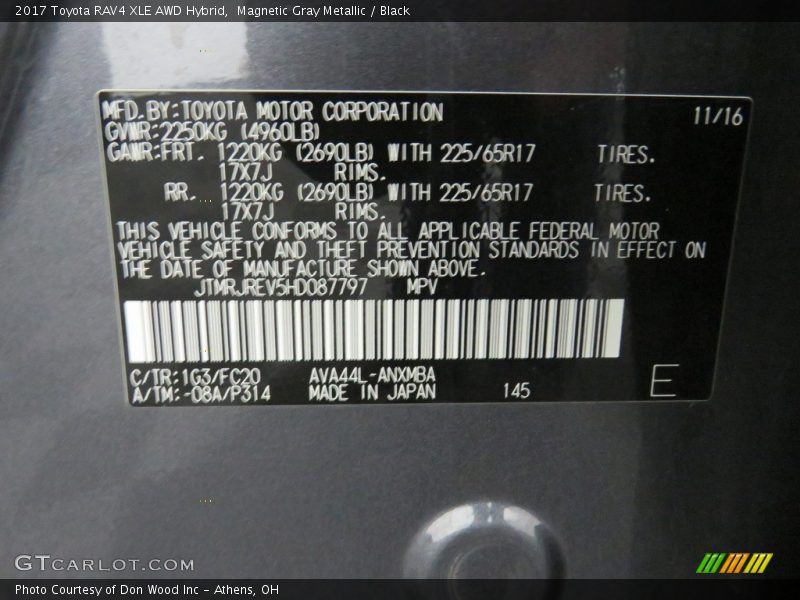 2017 Toyota RAV4 XLE AWD Hybrid, Magnetic Gray Metallic / Black
MFD. BY:TOYOTA MOTOR CORPORATION 11/16
GVWR:2250KG (4960LB)
GAWR:FRT. 1220KG (2690LB) WITH 225/65R17 TIRES.
17X7J RIMS.
RR. 1220KG (2690LB) WITH 225/65R17 TIRES.
17X7J RIMS.
THIS VEHICLE CONFORMS TO ALL APPLICABLE FEDERAL MOTOR
VEHICLE SAFETY AND THEFT PREVENTION STANDARDS IN EFFECT ON
THE DATE OF MANUFACTURE SHOWN ABOVE.
JTMRJREV5HD087797 MPV
C/TR:1G3/FC20 AVA44L-ANXMBA
A/TM:-08A/P314 MADE IN JAPAN 145 E
GTCARLOT.COM
Photo Courtesy of Don Wood Inc - Athens, OH